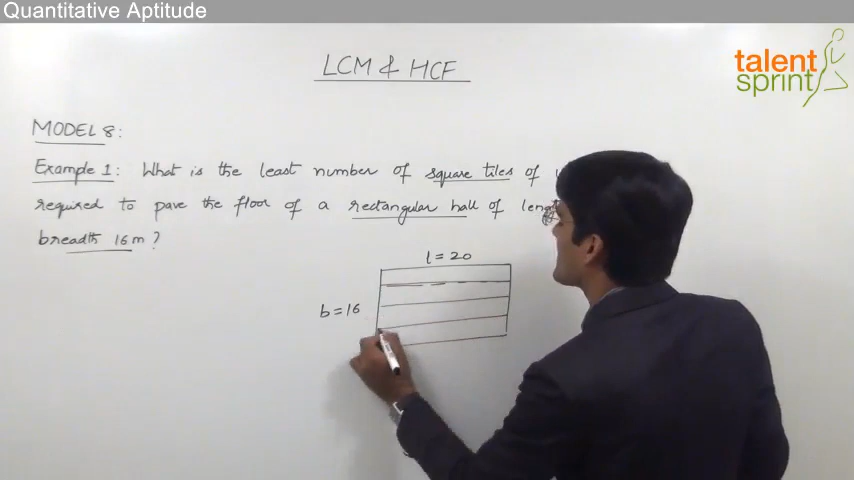 Quantitative Aptitude
LCM & HCF
talent
sprint
MODEL 8:
Example 1: What is the least number of square tiles of
required to pave the floor of a rectangular hall of
breadth 16m?
l = 20
b = 16